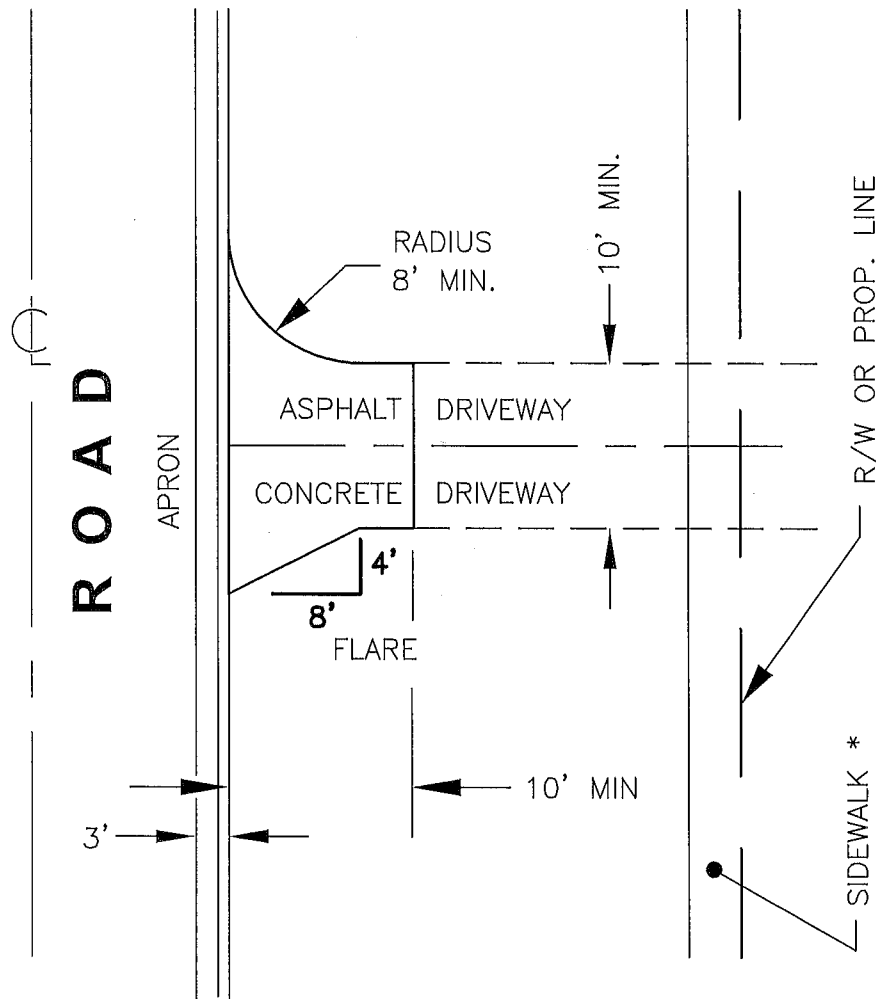 RADIUS
8' MIN.
10' MIN.
R/W OR PROP. LINE
℄
ROAD
APRON
ASPHALT DRIVEWAY
CONCRETE DRIVEWAY
4'
8'
FLARE
10' MIN
3'
SIDEWALK *